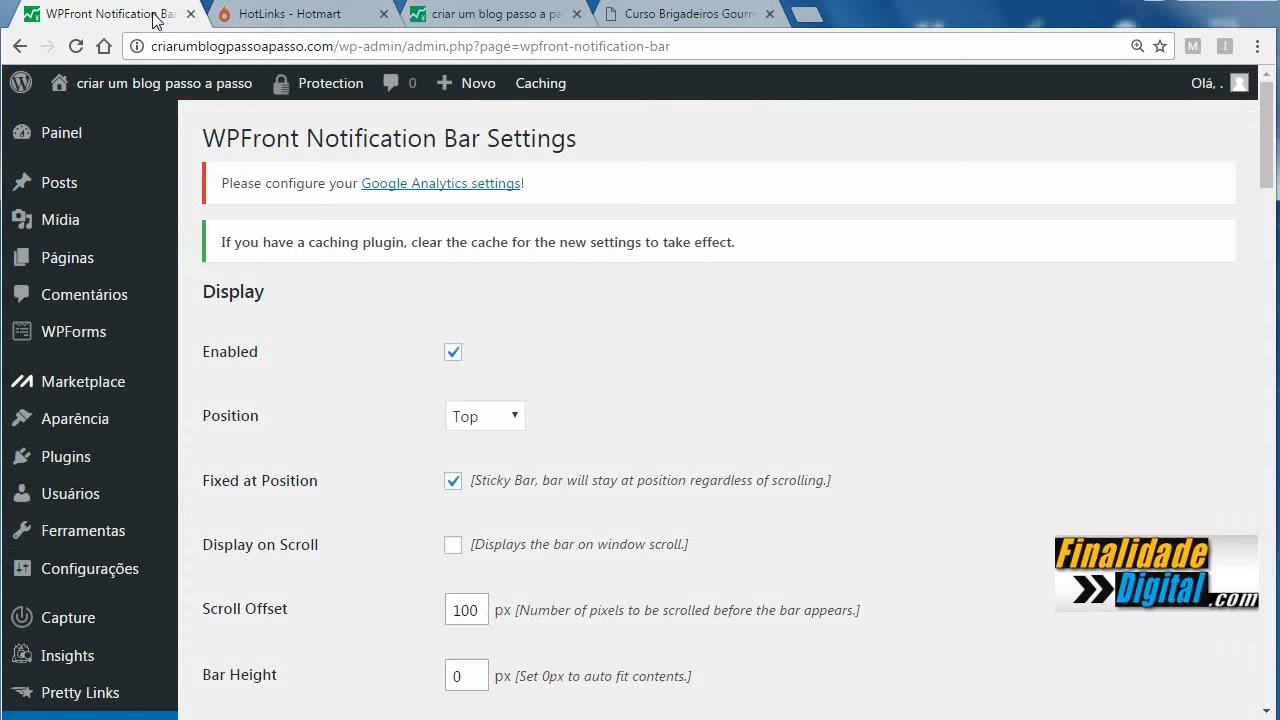 WPFront Notification Ba
HotLinks - Hotmart
criar um blog passo a pa
Curso Brigadeiros Gourm
criarumblogpassoapasso.com/wp-admin/admin.php?page=wpfront-notification-bar
M
I
criar um blog passo a passo
Protection
0
Novo
Caching
Olá, .
Painel
Posts
Mídia
Páginas
Comentários
WPForms
Marketplace
Aparência
Plugins
Usuários
Ferramentas
Configurações
Capture
Insights
Pretty Links
WPFront Notification Bar Settings
Please configure your Google Analytics settings!
If you have a caching plugin, clear the cache for the new settings to take effect.
Display
Enabled
Position
Top
Fixed at Position
[Sticky Bar, bar will stay at position regardless of scrolling.]
Display on Scroll
[Displays the bar on window scroll.]
Scroll Offset
100 px [Number of pixels to be scrolled before the bar appears.]
Bar Height
0 px [Set 0px to auto fit contents.]
Finalidade
Digital.com